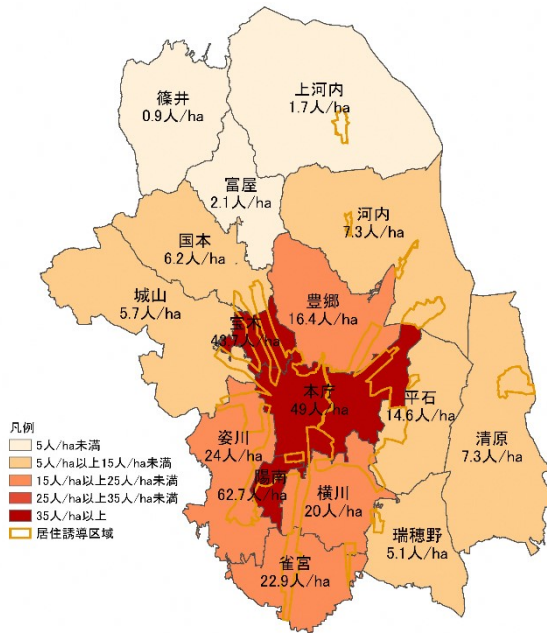 篠井
0.9人/ha
上河内
1.7人/ha
富屋
2.1人/ha
河内
7.3人/ha
国本
6.2人/ha
城山
5.7人/ha
豊郷
16.4人/ha
宝木
人/ha
本庁
49人/ha
平石
14.6人/ha
清原
7.3人/ha
姿川
24人/ha
陽南
62.7人/ha
横川
20人/ha
瑞穂野
5.1人/ha
雀宮
22.9人/ha
凡例
5人/ha未満
5人/ha以上15人/ha未満
15人/ha以上25人/ha未満
25人/ha以上35人/ha未満
35人/ha以上
居住誘導区域